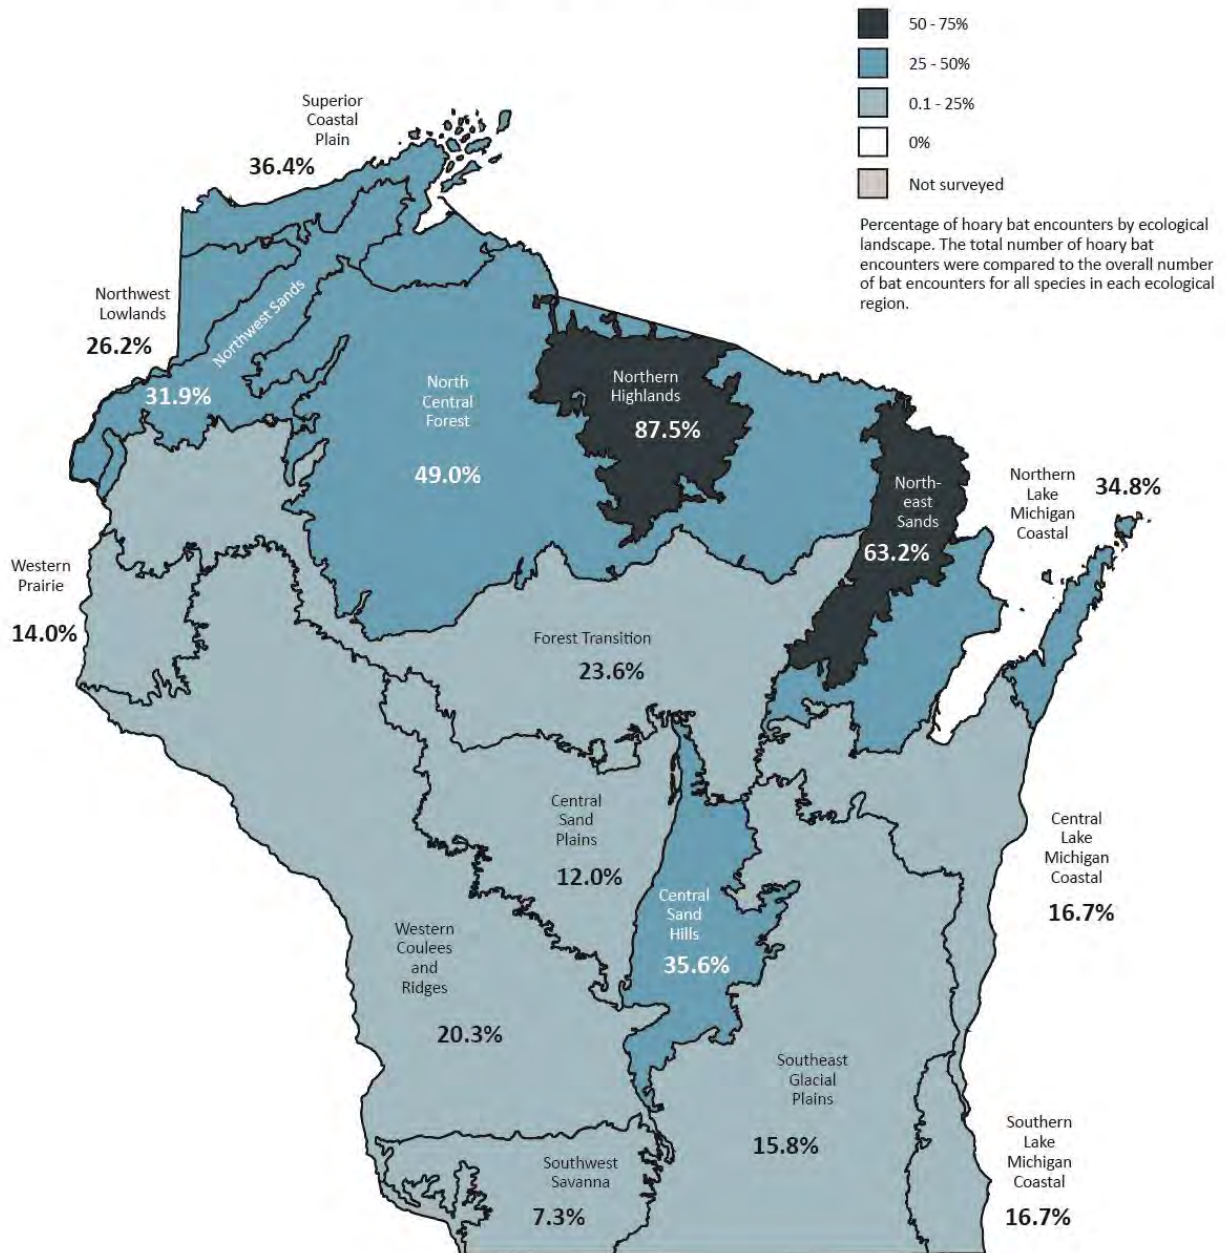 50 - 75%
25 - 50%
0.1 - 25%
0%
Not surveyed
Percentage of hoary bat encounters by ecological
landscape. The total number of hoary bat
encounters were compared to the overall number
of bat encounters for all species in each ecological
region.
Superior
Coastal
Plain
36.4%
Northwest
Lowlands
26.2%
Northwest Sands
31.9%
North
Central
Forest
49.0%
Northern
Highlands
87.5%
North-
east
Sands
63.2%
Northern
Lake
Michigan
Coastal
34.8%
Western
Prairie
14.0%
Forest Transition
23.6%
Central
Sand
Plains
12.0%
Central
Sand
Hills
35.6%
Central
Lake
Michigan
Coastal
16.7%
Western
Coulees
and
Ridges
20.3%
Southeast
Glacial
Plains
15.8%
Southwest
Savanna
7.3%
Southern
Lake
Michigan
Coastal
16.7%